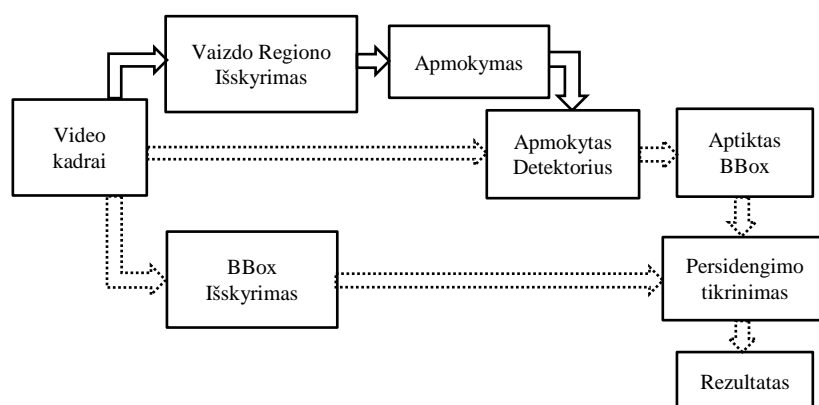 Vaizdo Regiono
Išskyrimas
Apmokymas
Video
kadrai
Apmokytas
Detektorius
Aptiktas
BBox
BBox
Išskyrimas
Persidengimo
tikrinimas
Rezultatas